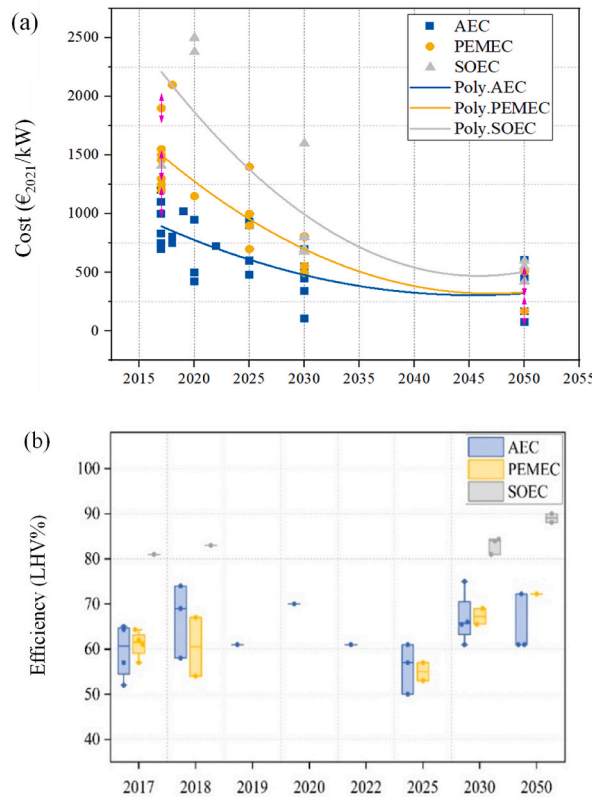 (a)
AEC
PEMEC
SOEC
Poly.AEC
Poly.PEMEC
Poly.SOEC
Cost (€2021/kW)
2500
2000
1500
1000
500
0
2015 2020 2025 2030 2035 2040 2045 2050 2055
(b)
AEC
PEMEC
SOEC
Efficiency (LHV%)
100
90
80
70
60
50
40
2017 2018 2019 2020 2022 2025 2030 2050